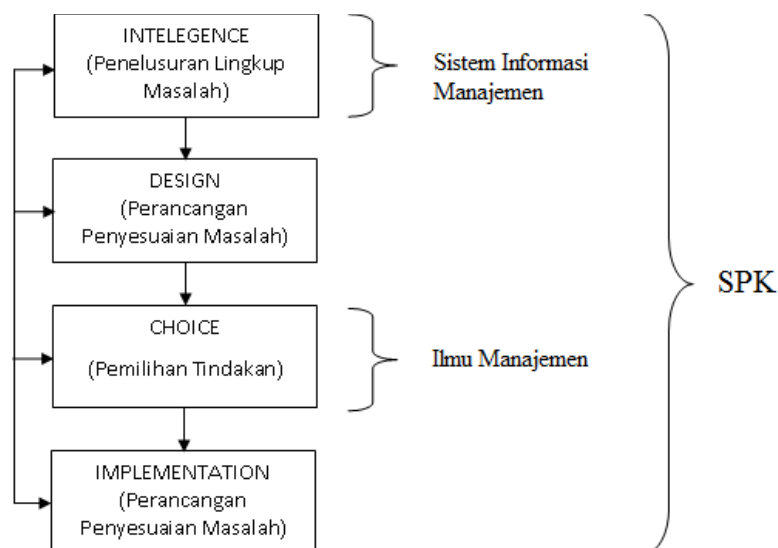 INTELEGENCE
(Penelusuran Lingkup
Masalah)
Sistem Informasi
Manajemen
DESIGN
(Perancangan
Penyesuaian Masalah)
SPK
CHOICE
(Pemilihan Tindakan)
Ilmu Manajemen
IMPLEMENTATION
(Perancangan
Penyesuaian Masalah)